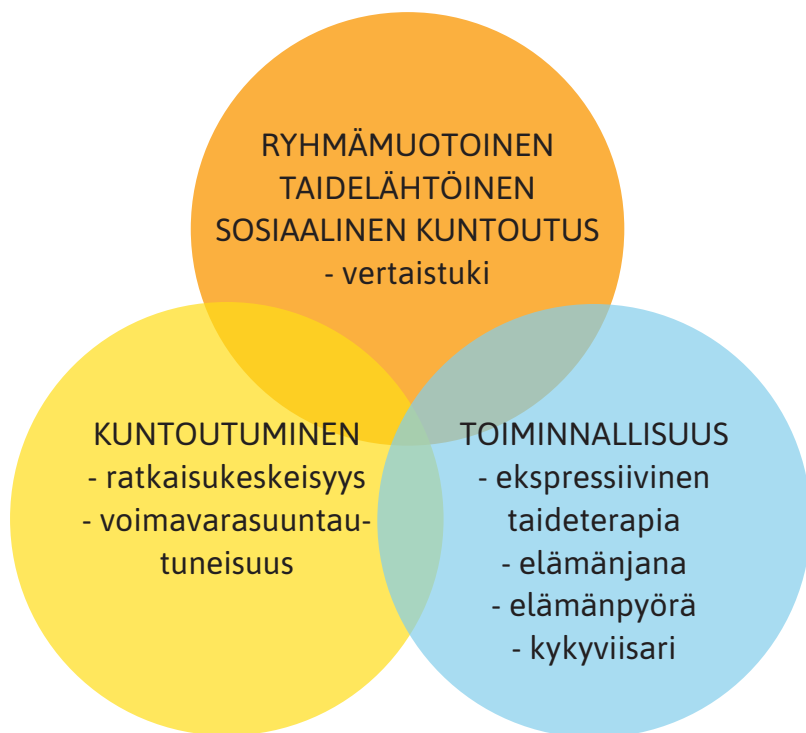 RYHMÄMUOTOINEN
TAIDELÄHTÖINEN
SOSIAALINEN KUNTOUTUS
- vertaistuki
KUNTOUTUMINEN
- ratkaisukeskeisyys
- voimavarasuuntau-
tuneisuus
TOIMINNALLISUUS
- ekspressiivinen
taideterapia
- elämänjana
- elämänpyörä
- kykyviisari